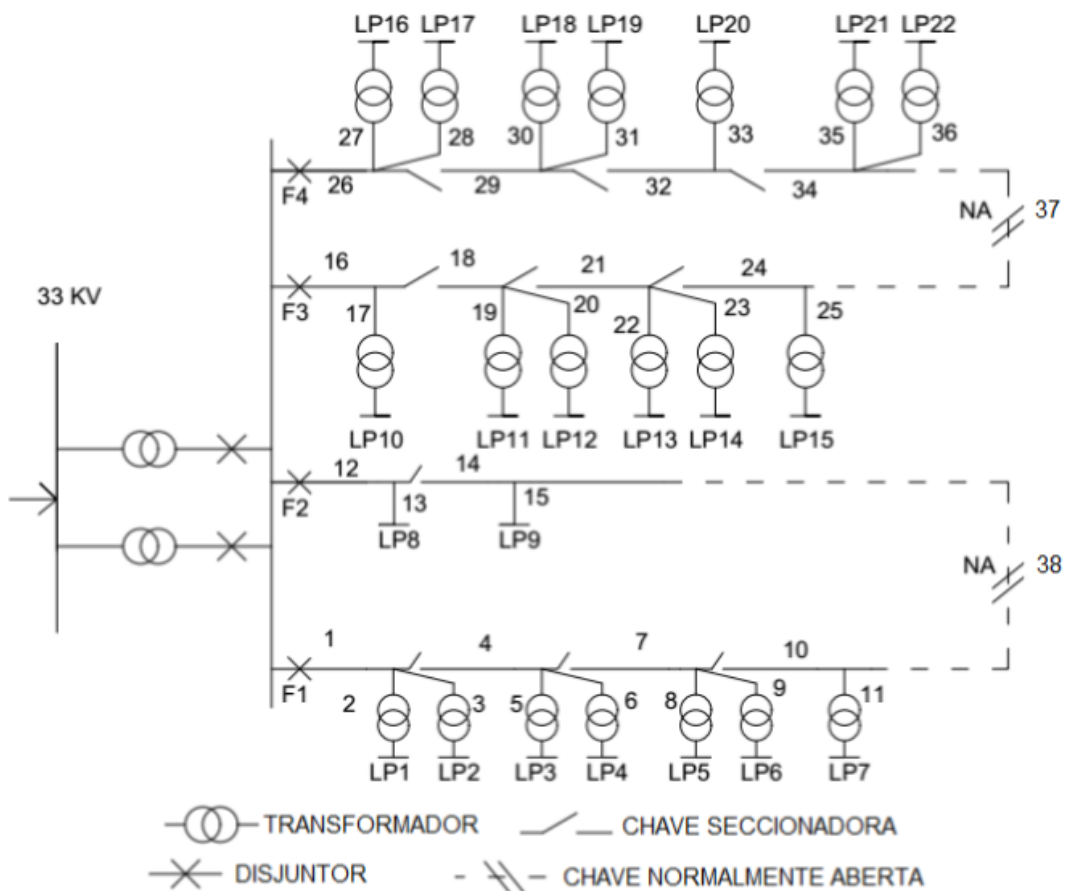 LP16 LP17 LP18 LP19 LP20 LP21 LP22
27 28 30 31 33 35 36
F4 26 29 32 34
NA 37
16 18 21 24
33 KV
F3 17 19 20 22 23 25
LP10 LP11 LP12 LP13 LP14 LP15
12 14
F2 13 15
LP8 LP9
NA 38
1 4 7 10
F1 2 3 5 6 8 9 11
LP1 LP2 LP3 LP4 LP5 LP6 LP7
TRANSFORMADOR CHAVE SECCIONADORA
DISJUNTOR CHAVE NORMALMENTE ABERTA